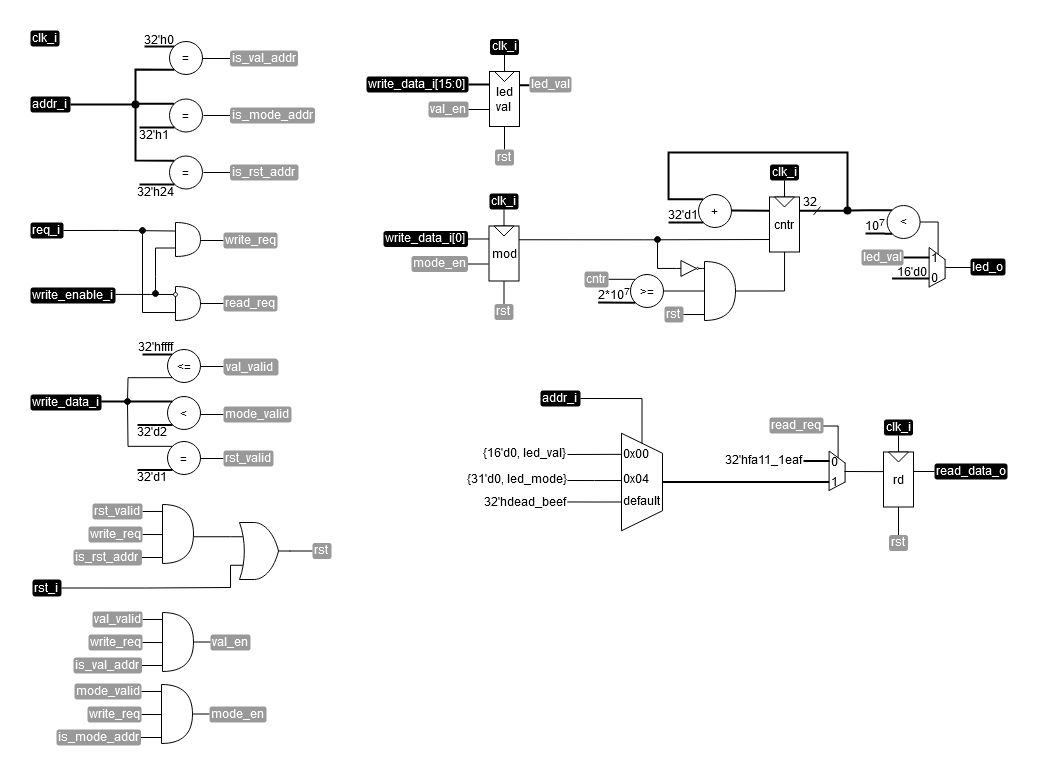 clk_i
32'h0
=
is_val_addr
addr_i
=
is_mode_addr
32'h1
=
is_rst_addr
32'h24
req_i
write_req
write_enable_i
read_req
32'hffff
<=
val_valid
write_data_i
<
mode_valid
32'd2
=
rst_valid
32'd1
rst_valid
write_req
is_rst_addr
rst
rst_i
val_valid
write_req
is_val_addr
val_en
mode_valid
write_req
is_mode_addr
mode_en
clk_i
write_data_i[15:0]
led
val
led_val
val_en
rst
clk_i
write_data_i[0]
mod
mode_en
rst
clk_i
+
32'd1
cntr
32
10⁷
<
led_val
1
16'd0
0
led_o
cntr
2*10⁷
>=
rst
addr_i
{16'd0, led_val}
0x00
{31'd0, led_mode}
0x04
32'hdead_beef
default
read_req
32'hfa11_1eaf
0
1
clk_i
rd
read_data_o
rst